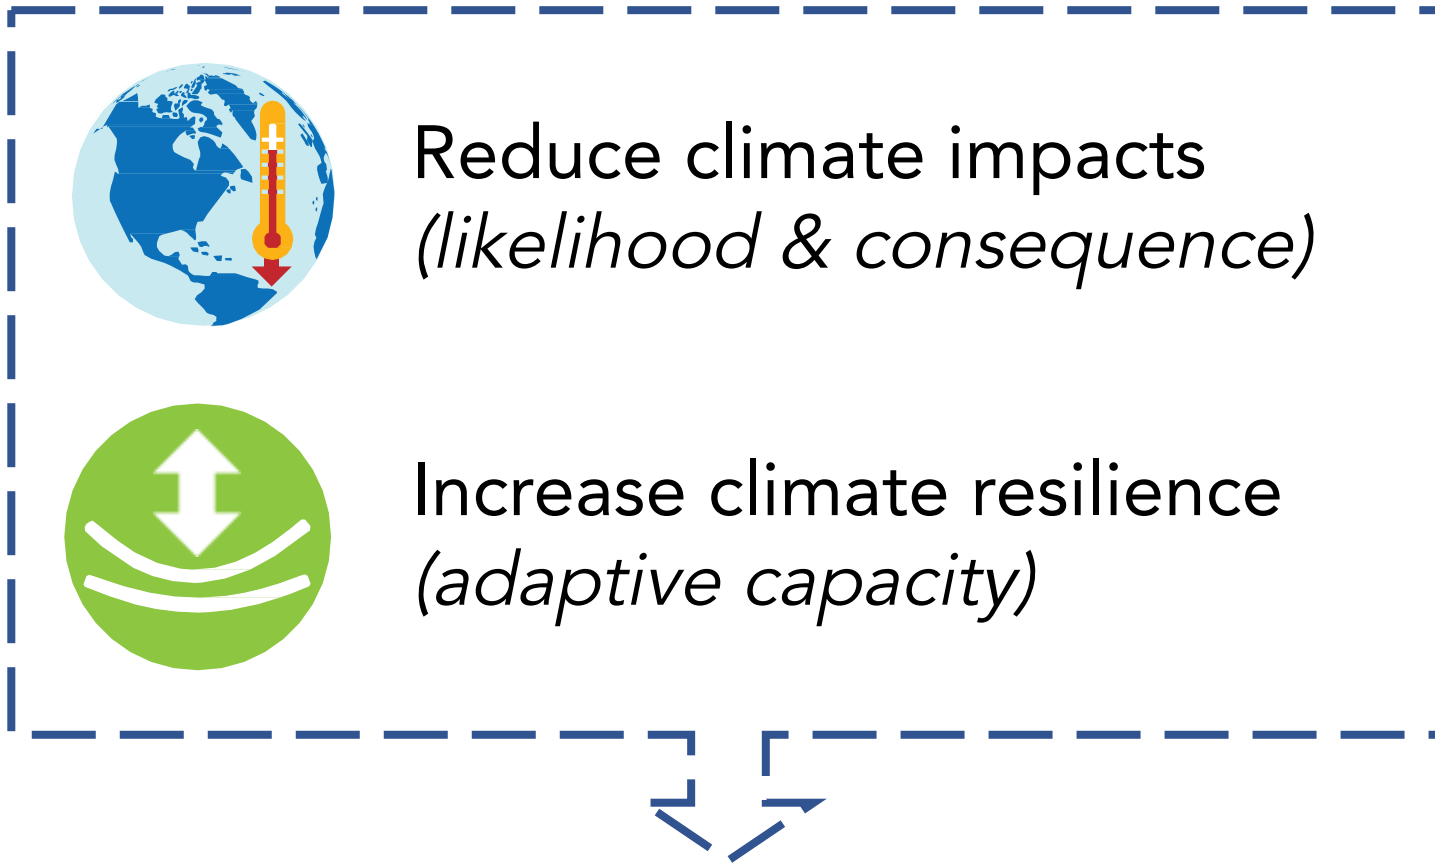 Reduce climate impacts
(likelihood & consequence)
Increase climate resilience
(adaptive capacity)